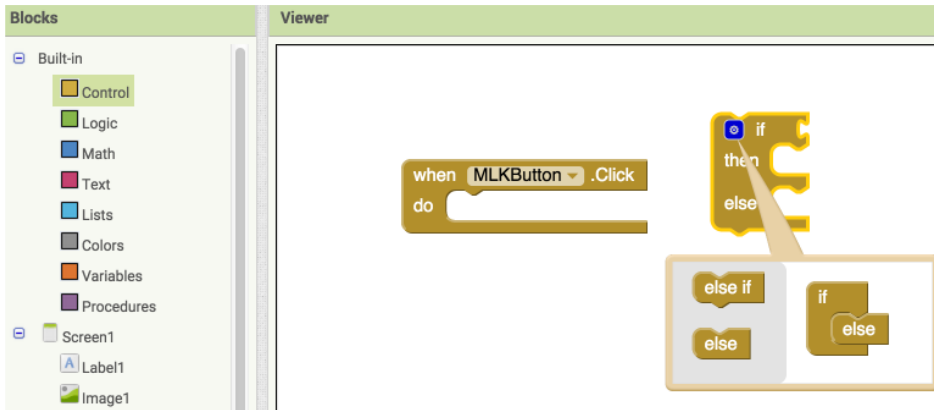 Blocks
Viewer
Built-in
Control
Logic
Math
Text
Lists
Colors
Variables
Procedures
Screen1
Label1
Image1
when MLKButton .Click
do
if
then
else
else if
else
if
else